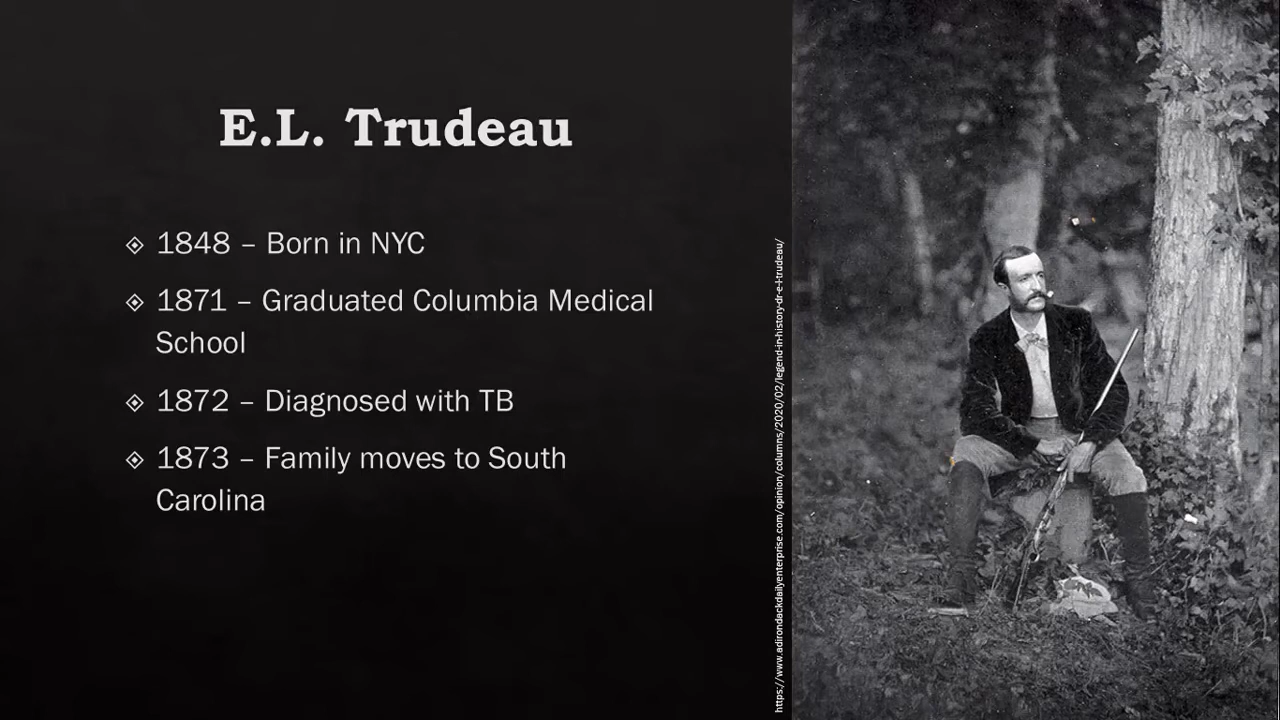 E.L. Trudeau
1848 – Born in NYC
1871 – Graduated Columbia Medical
School
1872 – Diagnosed with TB
1873 – Family moves to South
Carolina
https://www.adirondackdailyenterprise.com/opinion/columns/2020/02/legend-in-history-dr-e-l-trudeau/